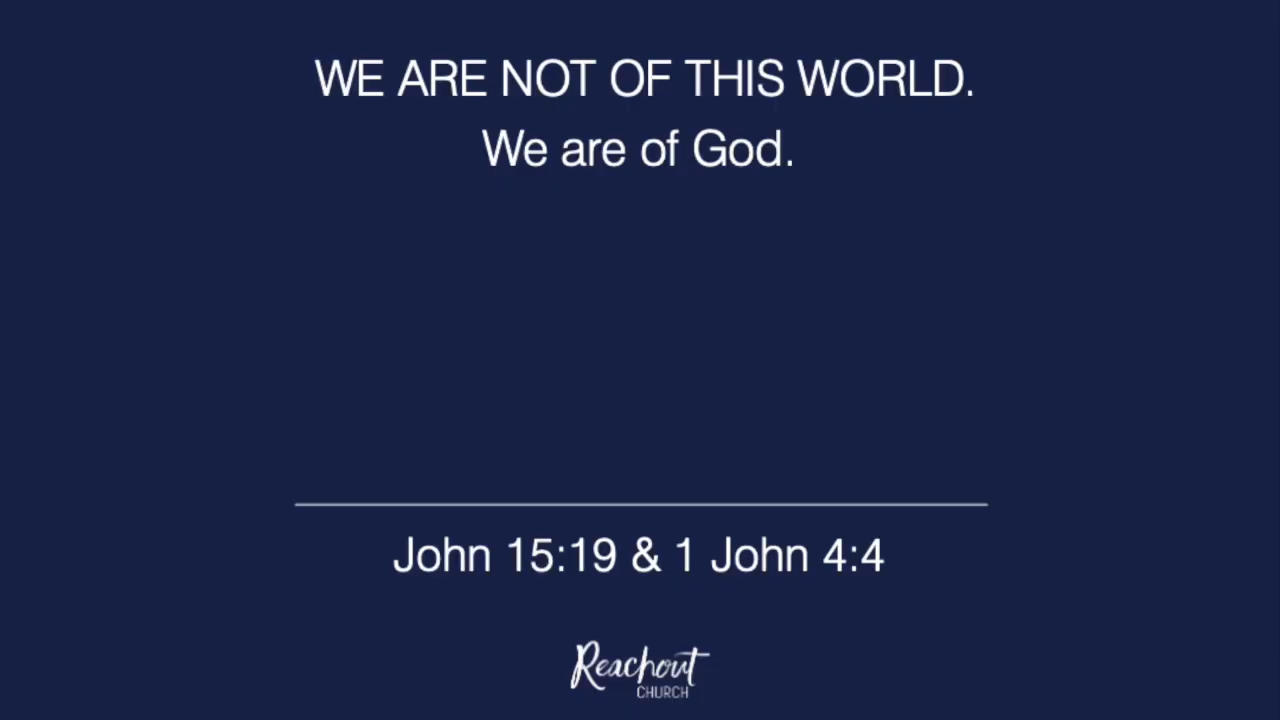 WE ARE NOT OF THIS WORLD.
We are of God.
John 15:19 & 1 John 4:4
Reachout
CHURCH